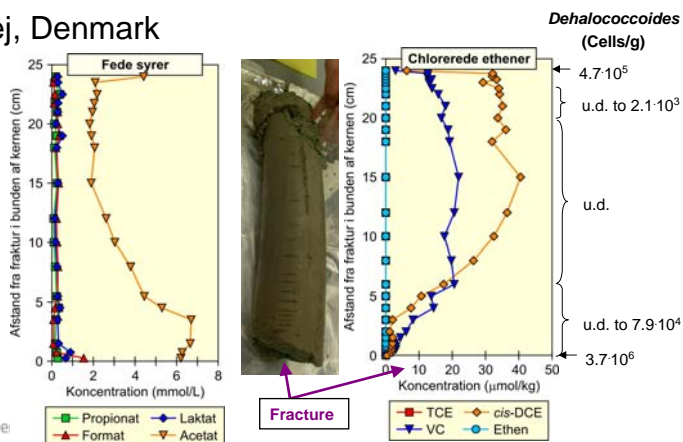 ej, Denmark
Dehalococcoides
(Cells/g)
Fede syrer
Afstand fra fraktur i bunden af kernen (cm)
25
20
15
10
5
0
0 2 4 6 8
Koncentration (mmol/L)
Propionat
Laktat
Format
Acetat
Chlorerede ethener
Afstand fra fraktur i bunden af kernen (cm)
25
20
15
10
5
0
0 10 20 30 40 50
Koncentration (µmol/kg)
TCE
cis-DCE
VC
Ethen
Fracture
4.7·10⁵
u.d. to 2.1·10³
u.d.
u.d. to 7.9·10⁴
3.7·10⁶